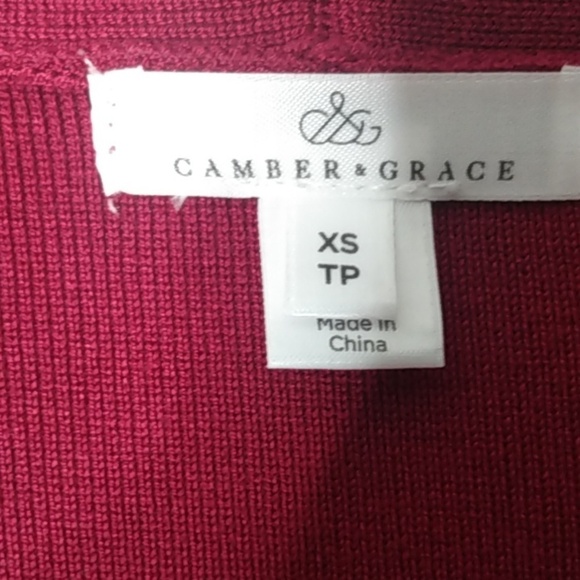 C&G
CAMBER & GRACE
XS
TP
Made in
China